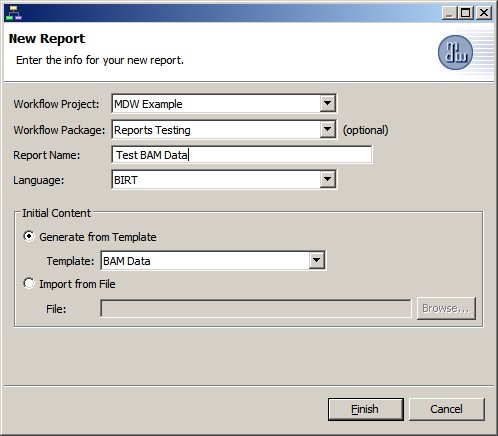 New Report
Enter the info for your new report.
mdw
Workflow Project: MDW Example
Workflow Package: Reports Testing (optional)
Report Name: Test BAM Data
Language: BIRT
Initial Content
Generate from Template
Template: BAM Data
Import from File
File: Browse...
Finish Cancel